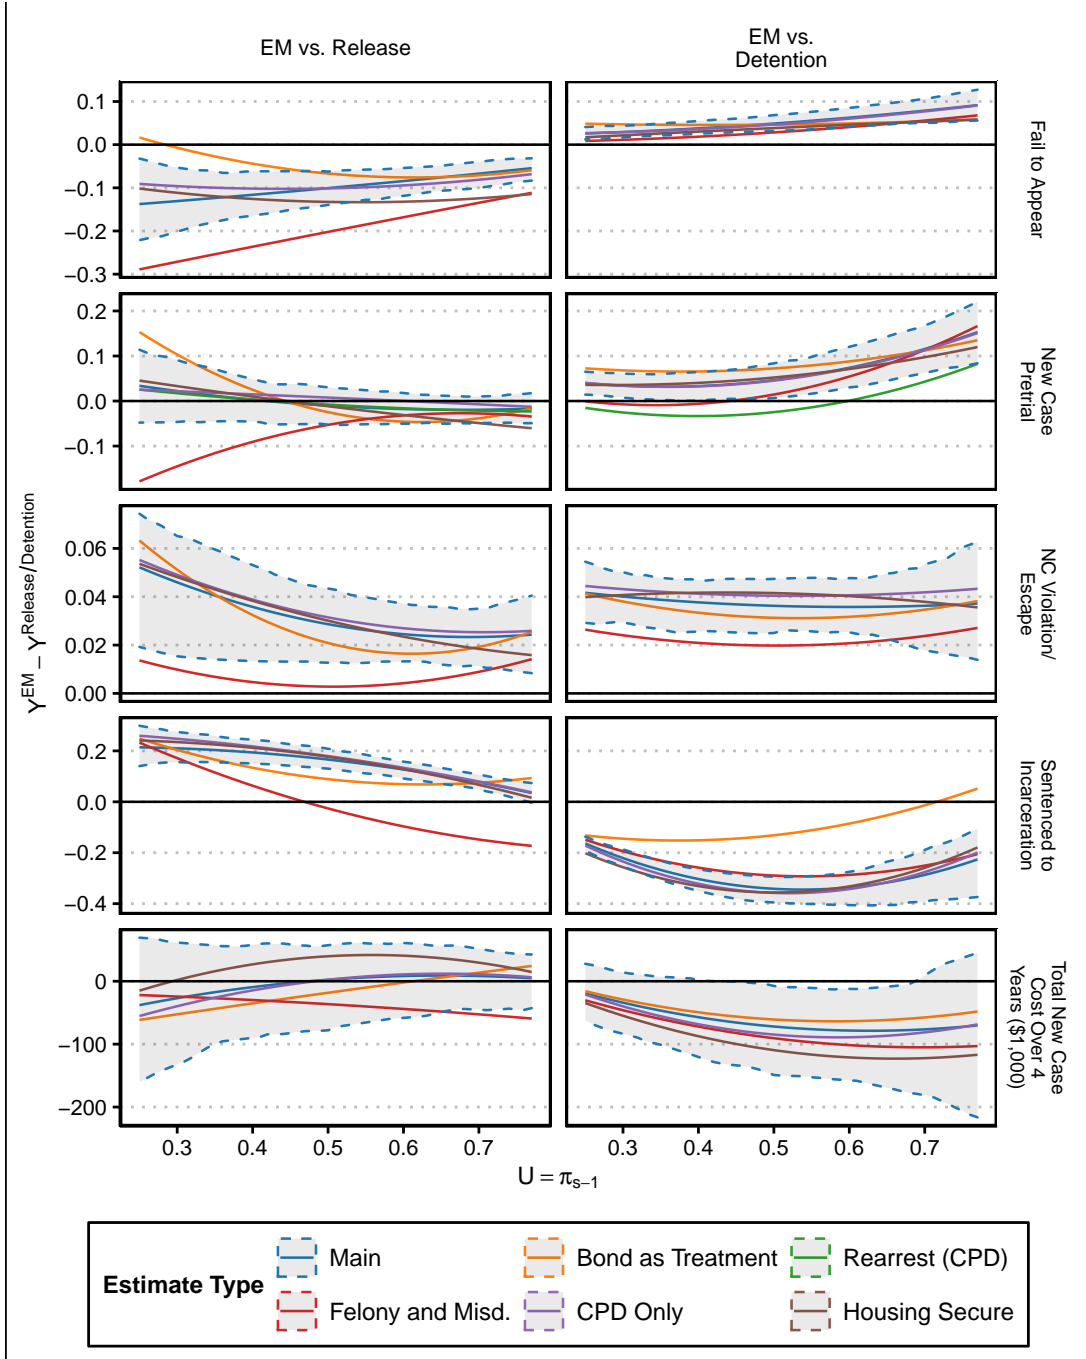 EM vs. Release
EM vs.
Detention
0.1
0.0
−0.1
−0.2
−0.3
Fail to Appear
0.2
0.1
0.0
−0.1
New Case
Pretrial
0.06
0.04
0.02
0.00
NC Violation/
Escape
0.2
0.0
−0.2
−0.4
Sentenced to
Incarceration
0
−100
−200
Total New Case
Cost Over 4
Years ($1,000)
Y^EM − Y^Release/Detention
0.3 0.4 0.5 0.6 0.7 0.3 0.4 0.5 0.6 0.7
U = π_s−1
Estimate Type
Main Bond as Treatment Rearrest (CPD)
Felony and Misd. CPD Only Housing Secure